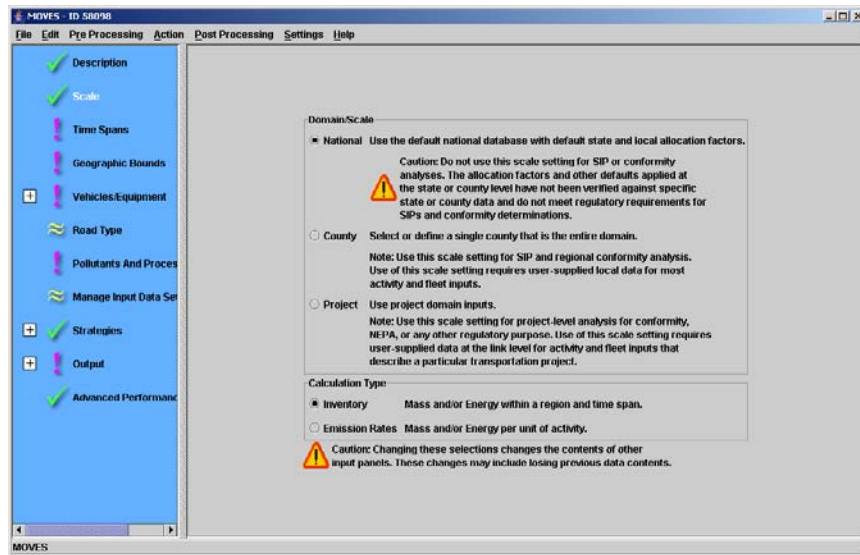 MOVES - ID 58098
File Edit Pre Processing Action Post Processing Settings Help
Description
Scale
Time Spans
Geographic Bounds
Vehicles/Equipment
Road Type
Pollutants And Proces
Manage Input Data Set
Strategies
Output
Advanced Performanc
Domain/Scale
National Use the default national database with default state and local allocation factors.
Caution: Do not use this scale setting for SIP or conformity
analyses. The allocation factors and other defaults applied at
the state or county level have not been verified against specific
state or county data and do not meet regulatory requirements for
SIPs and conformity determinations.
County Select or define a single county that is the entire domain.
Note: Use this scale setting for SIP and regional conformity analysis.
Use of this scale setting requires user-supplied local data for most
activity and fleet inputs.
Project Use project domain inputs.
Note: Use this scale setting for project-level analysis for conformity,
NEPA, or any other regulatory purpose. Use of this scale setting requires
user-supplied data at the link level for activity and fleet inputs that
describe a particular transportation project.
Calculation Type
Inventory Mass and/or Energy within a region and time span.
Emission Rates Mass and/or Energy per unit of activity.
Caution: Changing these selections changes the contents of other
input panels. These changes may include losing previous data contents.
MOVES